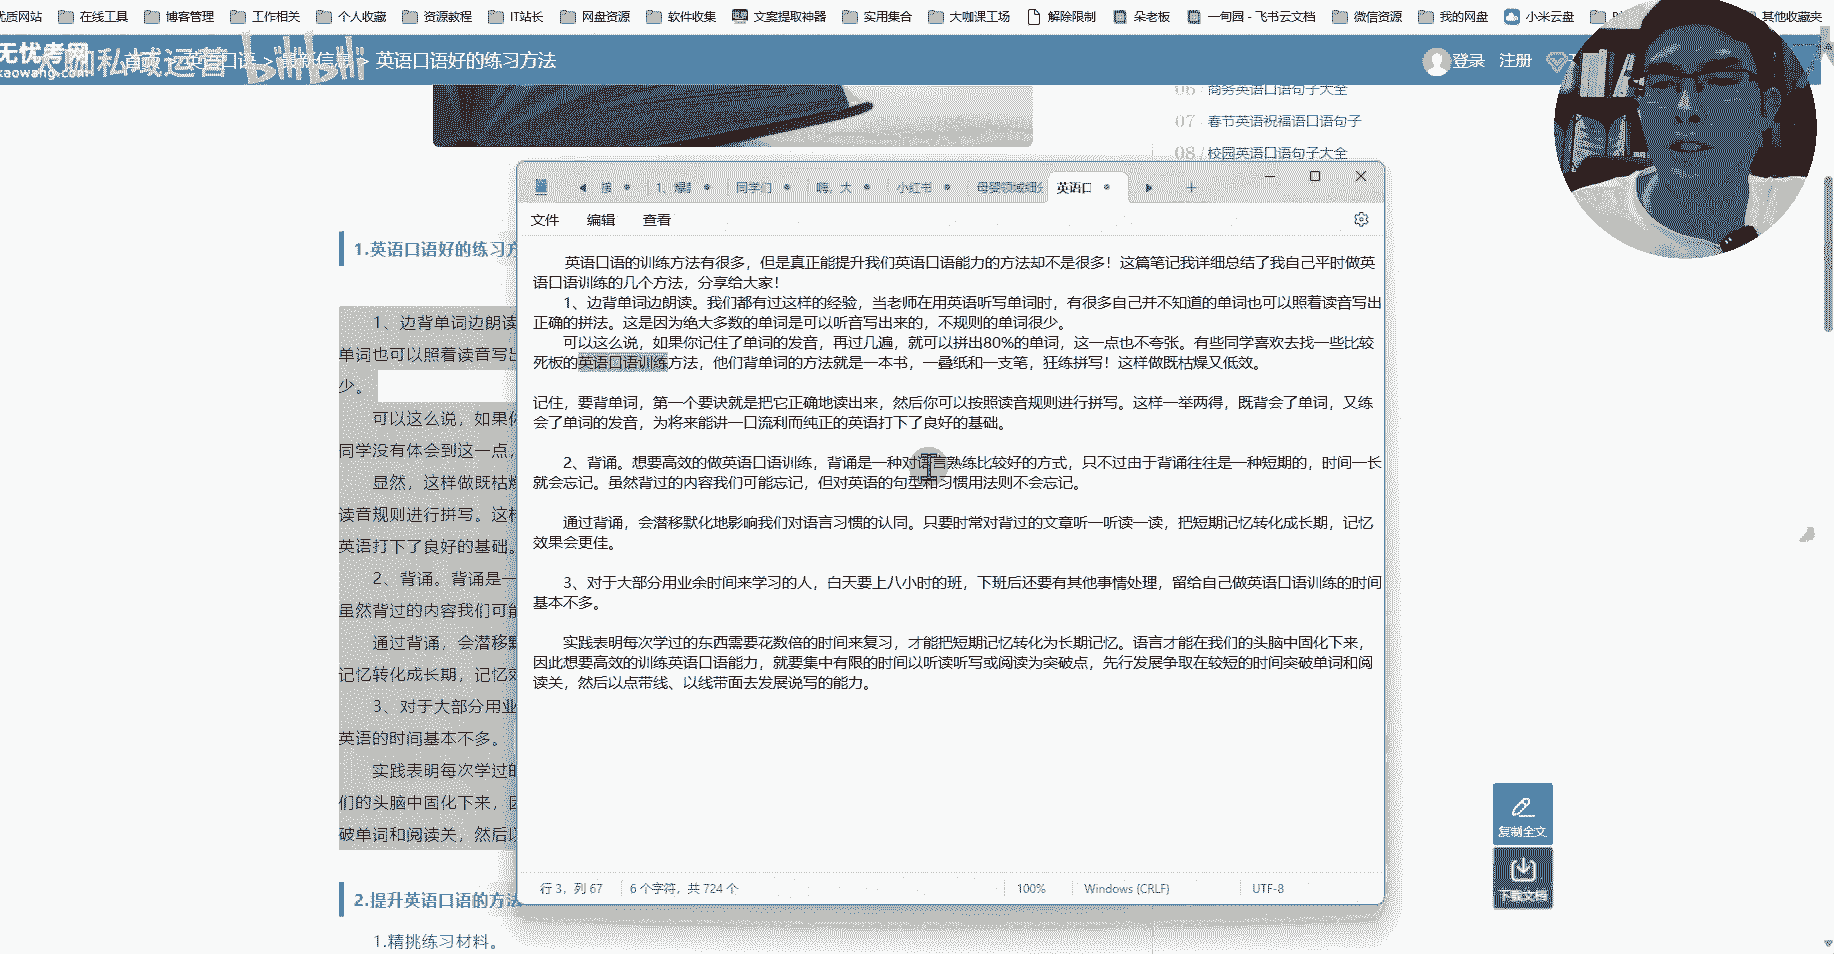 优质网站 在线工具 博客管理 工作相关 个人收藏 资源教程 IT站长 网盘资源 软件收集 文案提取神器 实用集合 大咖课工场 解除限制 朵老板 一甸园 - 飞书云文档 微信资源 我的网盘 小米云盘 其他收藏夹
无忧考网
kaowang.com
私域运营
bilibili
英语口语 > 最新信息 > 英语口语好的练习方法
登录 注册
06 商务英语口语句子大全
07 春节英语祝福语口语句子
08 校园英语口语句子大全
1.英语口语好的练习方
1、边背单词边朗读
单词也可以照着读音写出
少。
可以这么说,如果你
同学没有体会到这一点,
显然,这样做既枯燥
读音规则进行拼写。这样
英语打下了良好的基础。
2、背诵。背诵是一
虽然背过的内容我们可能
通过背诵,会潜移默
记忆转化成长期,记忆效
3、对于大部分用业
英语的时间基本不多。
实践表明每次学过的
们的头脑中固化下来,因
破单词和阅读关,然后以
2.提升英语口语的方法
1.精挑练习材料。
1、爆 同学们 嗨,大 小红书 母婴领域细分 英语口
文件 编辑 查看
英语口语的训练方法有很多,但是真正能提升我们英语口语能力的方法却不是很多!这篇笔记我详细总结了我自己平时做英
语口语训练的几个方法,分享给大家!
1、边背单词边朗读。我们都有过这样的经验,当老师在用英语听写单词时,有很多自己并不知道的单词也可以照着读音写出
正确的拼法。这是因为绝大多数的单词是可以听音写出来的,不规则的单词很少。
可以这么说,如果你记住了单词的发音,再过几遍,就可以拼出80%的单词,这一点也不夸张。有些同学喜欢去找一些比较
死板的英语口语训练方法,他们背单词的方法就是一本书,一叠纸和一支笔,狂练拼写!这样做既枯燥又低效。
记住,要背单词,第一个要诀就是把它正确地读出来,然后你可以按照读音规则进行拼写。这样一举两得,既背会了单词,又练
会了单词的发音,为将来能讲一口流利而纯正的英语打下了良好的基础。
2、背诵。想要高效的做英语口语训练,背诵是一种对语言熟练比较好的方式,只不过由于背诵往往是一种短期的,时间一长
就会忘记。虽然背过的内容我们可能忘记,但对英语的句型和习惯用法则不会忘记。
通过背诵,会潜移默化地影响我们对语言习惯的认同。只要时常对背过的文章听一听读一读,把短期记忆转化成长期,记忆
效果会更佳。
3、对于大部分用业余时间来学习的人,白天要上八小时的班,下班后还要有其他事情处理,留给自己做英语口语训练的时间
基本不多。
实践表明每次学过的东西需要花数倍的时间来复习,才能把短期记忆转化为长期记忆。语言才能在我们的头脑中固化下来,
因此想要高效的训练英语口语能力,就要集中有限的时间以听读听写或阅读为突破点,先行发展争取在较短的时间突破单词和阅
读关,然后以点带线、以线带面去发展说写的能力。
行 3,列 67 6 个字符,共 724 个 100% Windows (CRLF) UTF-8
复制全文
下载文档